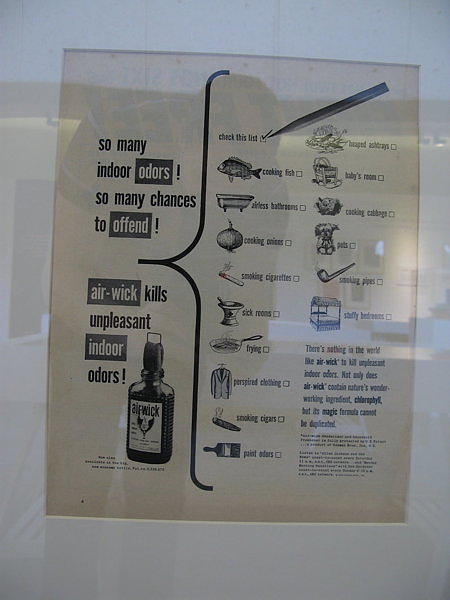 so many
indoor odors !
so many chances
to offend !
air-wick kills
unpleasant
indoor
odors !
air-wick
check this list
cooking fish
airless bathrooms
cooking onions
smoking cigarettes
sick rooms
frying
perspired clothing
smoking cigars
paint odors
heaped ashtrays
baby's room
cooking cabbage
pets
smoking pipes
stuffy bedrooms
There's nothing in the world
like air-wick* to kill unpleasant
indoor odors. Not only does
air-wick* contain nature's wonder-
working ingredient, chlorophyll,
but its magic formula cannot
be duplicated.